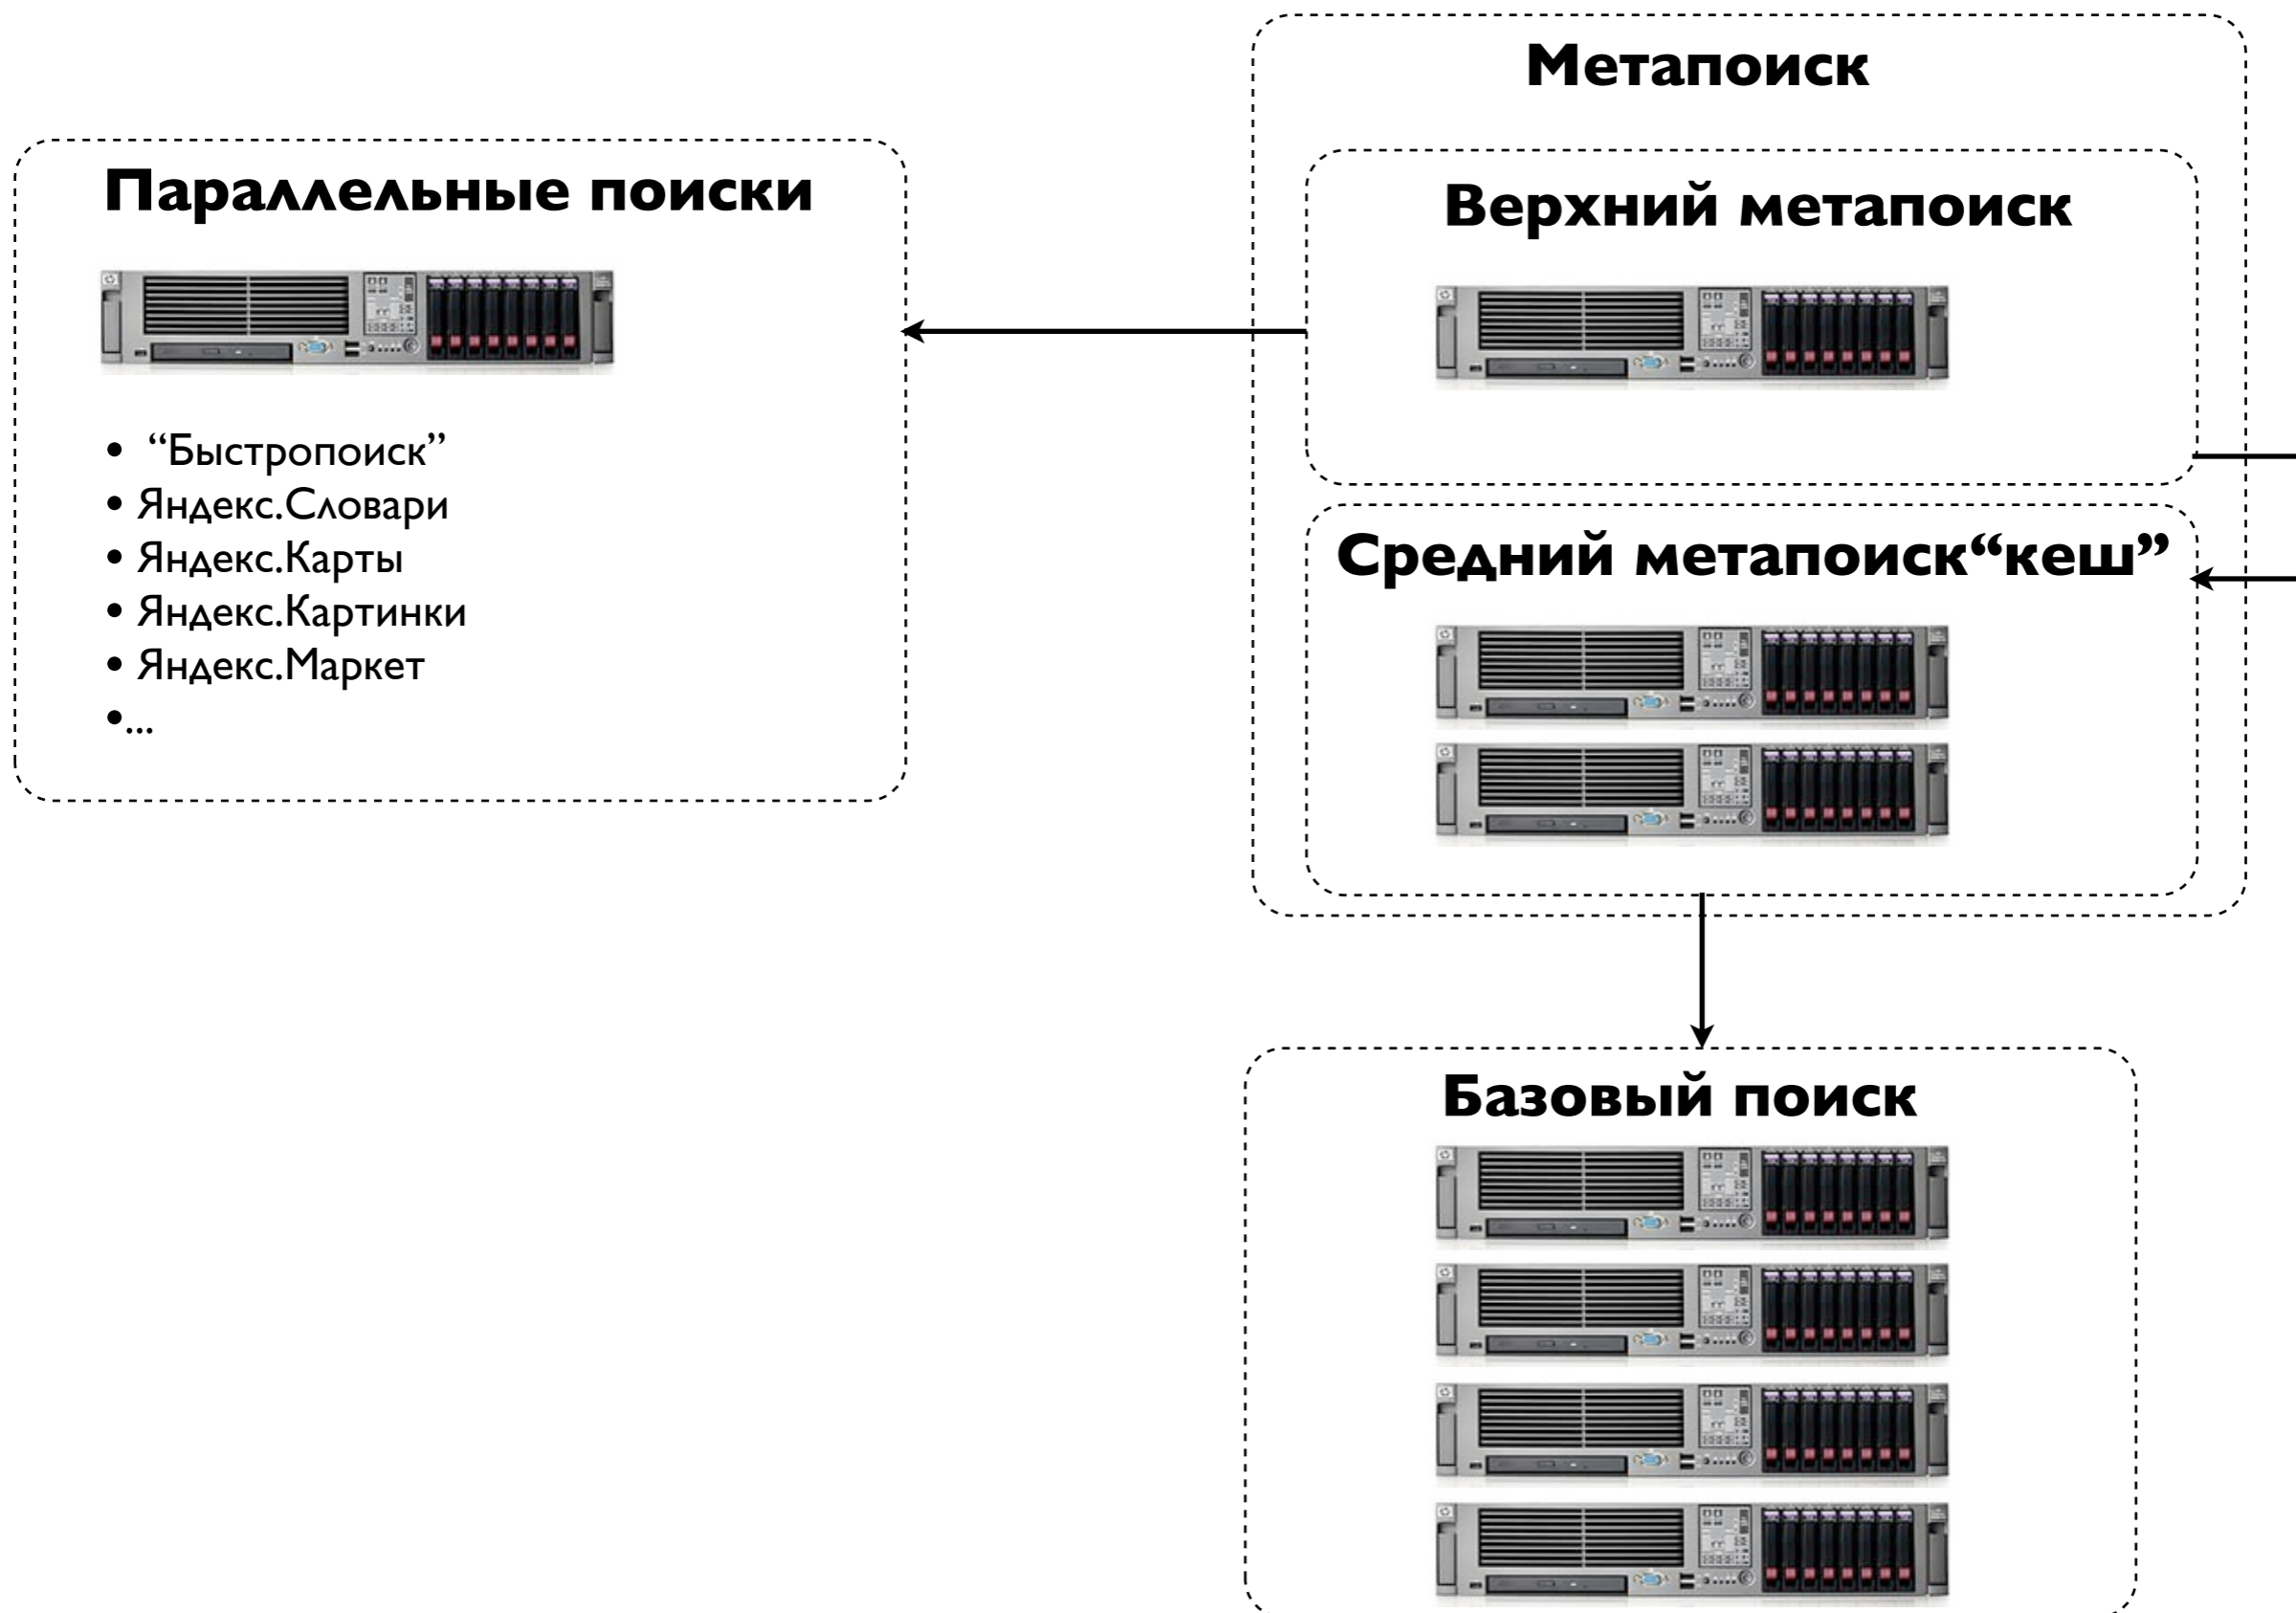 Метапоиск
Параллельные поиски
Верхний метапоиск
• “Быстропоиск”
• Яндекс.Словари
• Яндекс.Карты
• Яндекс.Картинки
• Яндекс.Маркет
•...
Средний метапоиск“кеш”
Базовый поиск